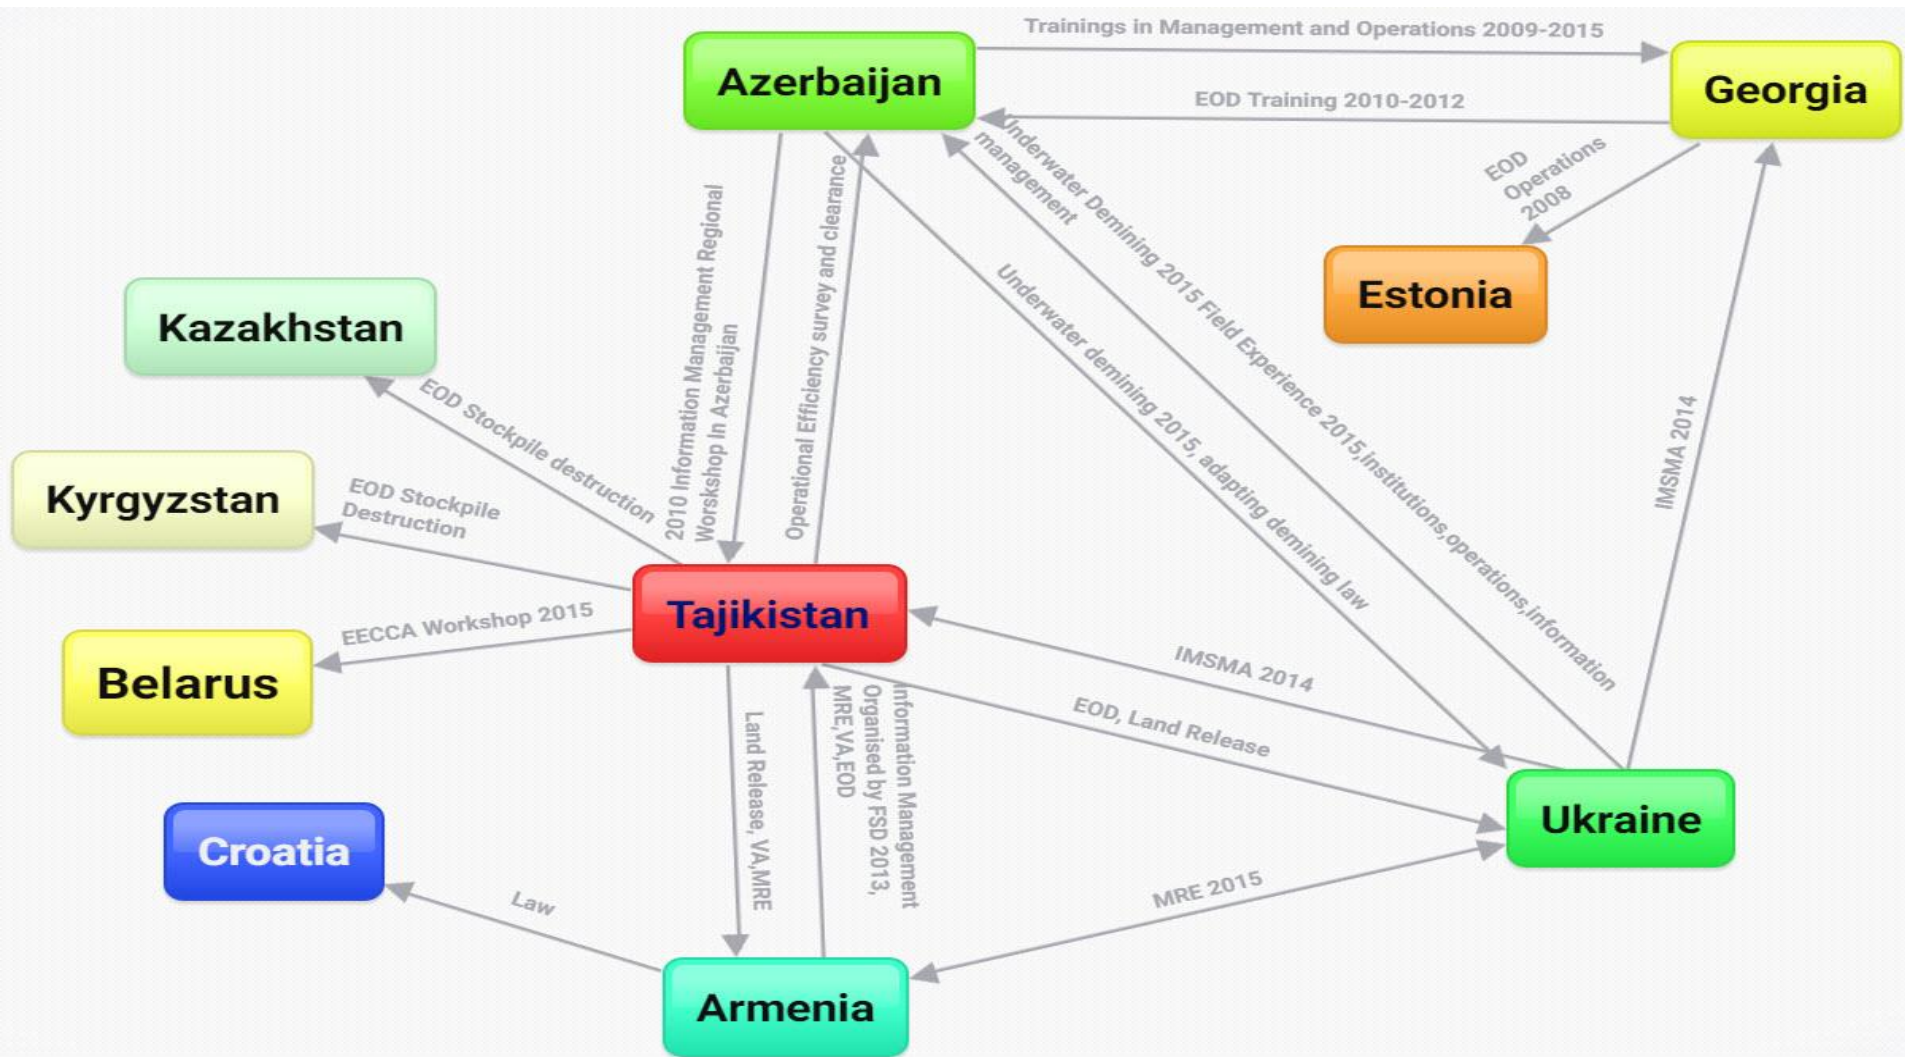 Trainings in Management and Operations 2009-2015
Azerbaijan
Georgia
EOD Training 2010-2012
Underwater Demining 2015 Field Experience 2015,institutions,operations,information
management
EOD
Operations
2008
Estonia
2010 Information Management Regional
Worskshop In Azerbaijan
Operational Efficiency survey and clearance
Underwater demining 2015, adapting demining law
IMSMA 2014
Kazakhstan
EOD Stockpile destruction
Kyrgyzstan
EOD Stockpile
Destruction
Tajikistan
EECCA Workshop 2015
Belarus
IMSMA 2014
EOD, Land Release
Land Release, VA,MRE
Information Management
Organised by FSD 2013,
MRE,VA,EOD
Ukraine
Croatia
Law
MRE 2015
Armenia